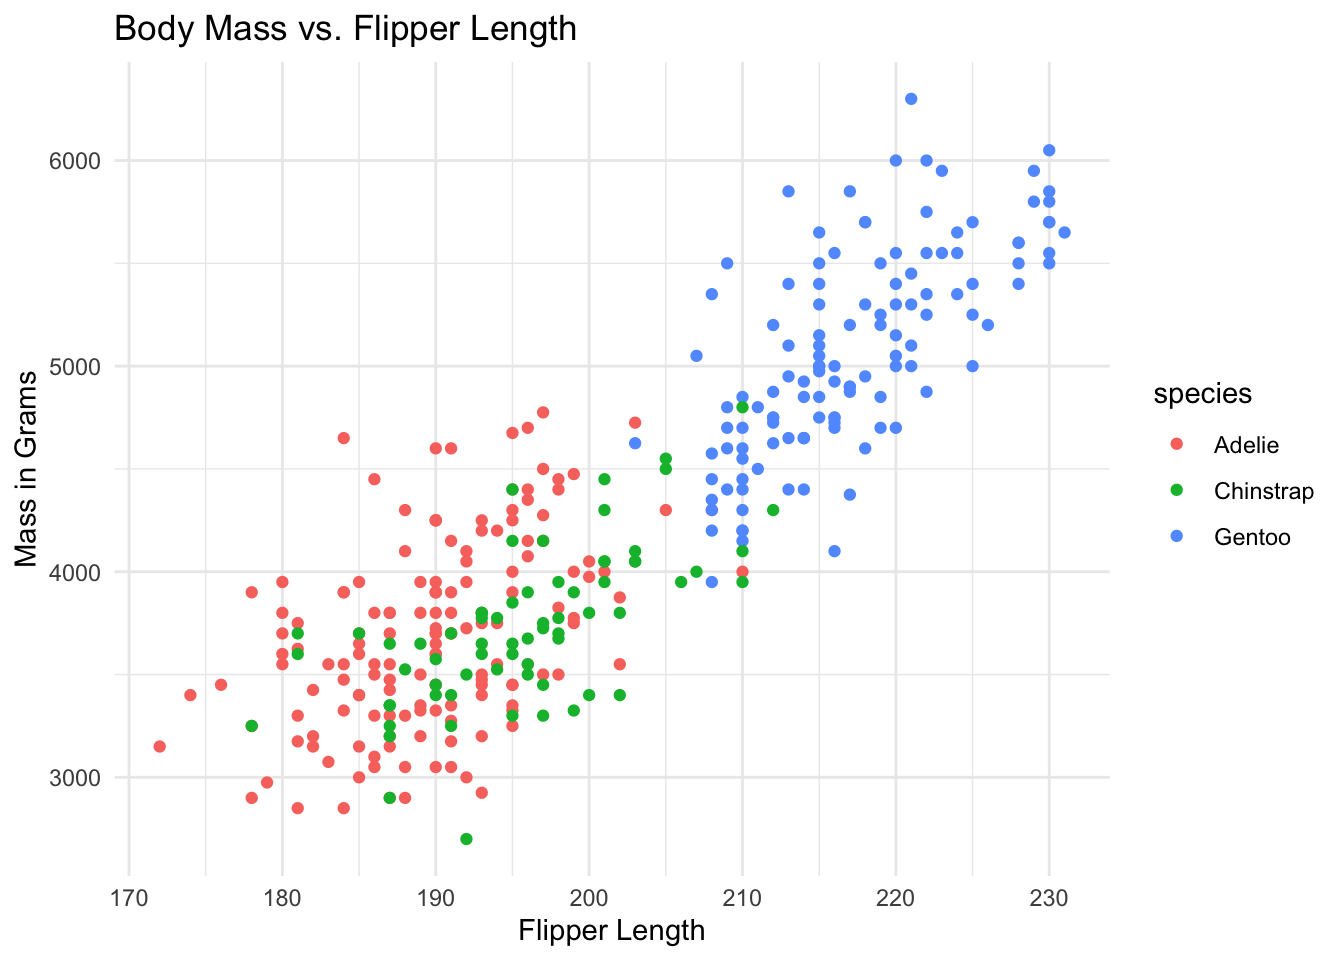 Body Mass vs. Flipper Length
6000
5000
4000
3000
Mass in Grams
170 180 190 200 210 220 230
Flipper Length
species
Adelie
Chinstrap
Gentoo